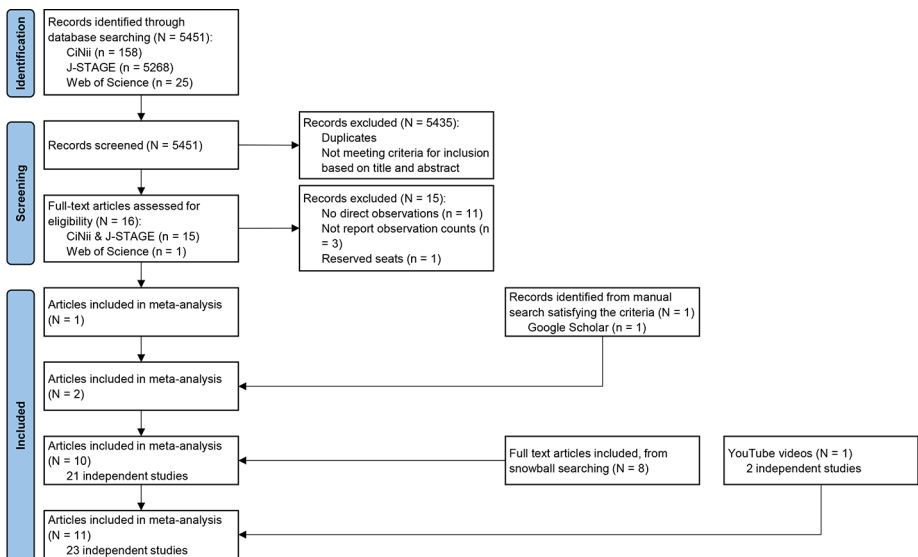 Identification
Records identified through
database searching (N = 5451):
CiNii (n = 158)
J-STAGE (n = 5268)
Web of Science (n = 25)
Screening
Records screened (N = 5451)
Records excluded (N = 5435):
Duplicates
Not meeting criteria for inclusion
based on title and abstract
Full-text articles assessed for
eligibility (N = 16):
CiNii & J-STAGE (n = 15)
Web of Science (n = 1)
Records excluded (N = 15):
No direct observations (n = 11)
Not report observation counts (n
= 3)
Reserved seats (n = 1)
Included
Articles included in meta-analysis
(N = 1)
Records identified from manual
search satisfying the criteria (N = 1)
Google Scholar (n = 1)
Articles included in meta-analysis
(N = 2)
Articles included in meta-analysis
(N = 10)
21 independent studies
Full text articles included, from
snowball searching (N = 8)
YouTube videos (N = 1)
2 independent studies
Articles included in meta-analysis
(N = 11)
23 independent studies